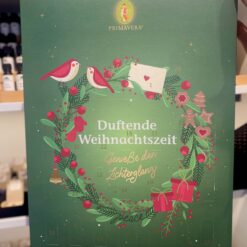 PRIMAVERA
Duftende
Weihnachtszeit
Genieße den
Lichterglanz